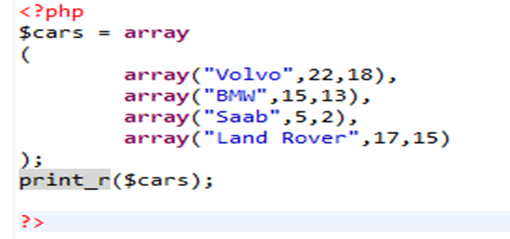 <?php
$cars = array
(
array("Volvo",22,18),
array("BMW",15,13),
array("Saab",5,2),
array("Land Rover",17,15)
);
print_r($cars);
?>